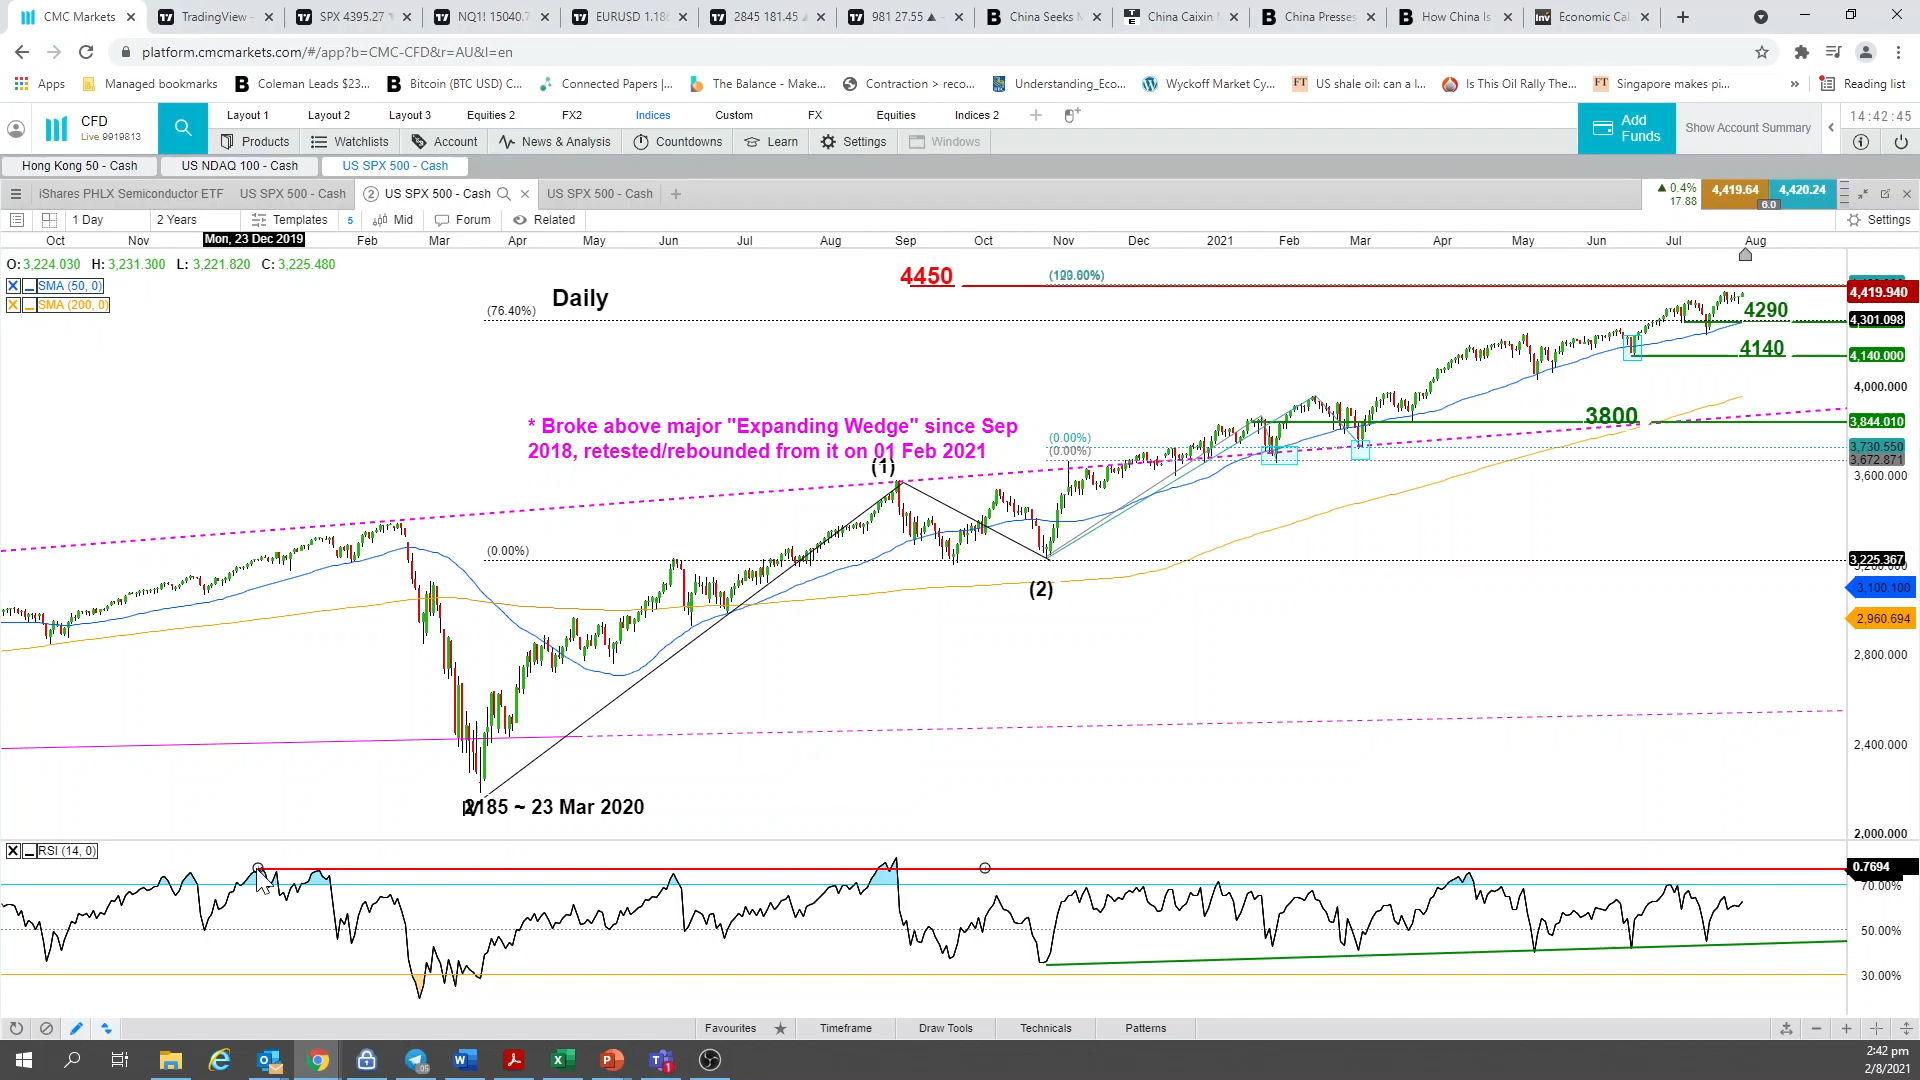 CMC Markets
TradingView -
SPX 4395.27
NQ1! 15040.7
EURUSD 1.18
2845 181.45
981 27.55
China Seeks
China Caixin
China Presses
How China Is
Economic Cal
platform.cmcmarkets.com/#/app?b=CMC-CFD&r=AU&l=en
Apps
Managed bookmarks
Coleman Leads $23...
Bitcoin (BTC USD) C...
Connected Papers |...
The Balance - Make...
Contraction > reco...
Understanding_Eco...
Wyckoff Market Cy...
US shale oil: can a l...
Is This Oil Rally The...
Singapore makes pi...
Reading list
CFD
Live 9919813
Layout 1
Layout 2
Layout 3
Equities 2
FX2
Indices
Custom
FX
Equities
Indices 2
Add Funds
Show Account Summary
14:42:45
Products
Watchlists
Account
News & Analysis
Countdowns
Learn
Settings
Windows
Hong Kong 50 - Cash
US NDAQ 100 - Cash
US SPX 500 - Cash
iShares PHLX Semiconductor ETF
US SPX 500 - Cash
2 US SPX 500 - Cash
US SPX 500 - Cash
▲ 0.4%
17.88
4,419.64
4,420.24
6.0
1 Day
2 Years
Templates
5
Mid
Forum
Related
Settings
Oct
Nov
Mon, 23 Dec 2019
Feb
Mar
Apr
May
Jun
Jul
Aug
Sep
Oct
Nov
Dec
2021
Feb
Mar
Apr
May
Jun
Jul
Aug
O: 3,224.030 H: 3,231.300 L: 3,221.820 C: 3,225.480
SMA (50, 0)
SMA (200, 0)
Daily
4450
(76.40%)
4,419.940
4290
4,301.098
4140
4,140.000
4,000.000
* Broke above major "Expanding Wedge" since Sep
2018, retested/rebounded from it on 01 Feb 2021
3800
3,844.010
(0.00%)
(0.00%)
3,730.550
3,672.871
3,600.000
(1)
(0.00%)
3,225.367
(2)
3,100.100
2,960.694
2,800.000
2,400.000
2185 ~ 23 Mar 2020
2,000.000
RSI (14, 0)
0.7694
70.00%
50.00%
30.00%
Favourites
Timeframe
Draw Tools
Technicals
Patterns
2:42 pm
2/8/2021